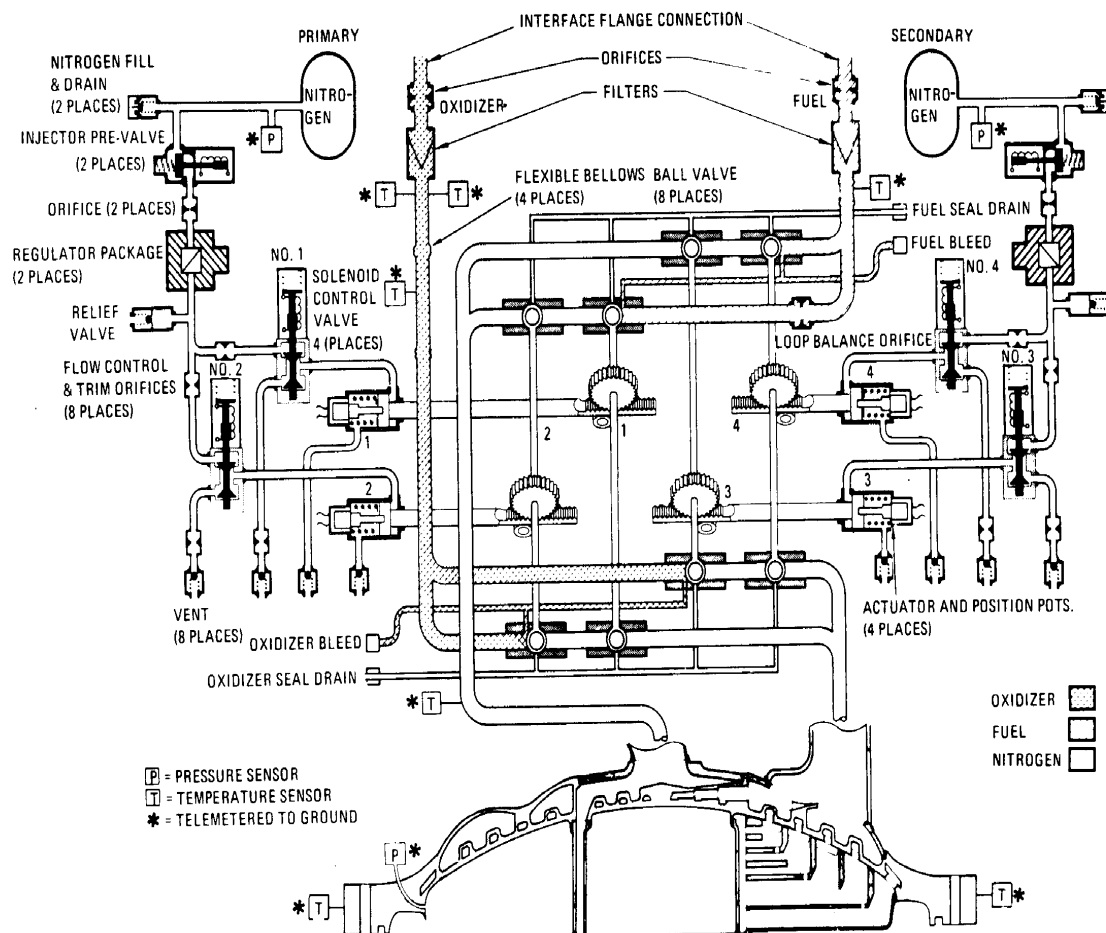 INTERFACE FLANGE CONNECTION
PRIMARY
SECONDARY
NITROGEN FILL
& DRAIN
(2 PLACES)
NITRO-
GEN
ORIFICES
OXIDIZER
FUEL
FILTERS
NITRO-
GEN
* P
P *
INJECTOR PRE-VALVE
(2 PLACES)
* T
T *
T *
FLEXIBLE BELLOWS
(4 PLACES)
BALL VALVE
(8 PLACES)
ORIFICE (2 PLACES)
FUEL SEAL DRAIN
REGULATOR PACKAGE
(2 PLACES)
NO. 1
FUEL BLEED
NO. 4
SOLENOID
CONTROL
VALVE
4 (PLACES)
*
T
RELIEF
VALVE
LOOP BALANCE ORIFICE
FLOW CONTROL
& TRIM ORIFICES
(8 PLACES)
NO. 2
NO. 3
4
1
2
1
4
2
3
3
VENT
(8 PLACES)
ACTUATOR AND POSITION POTS.
(4 PLACES)
OXIDIZER BLEED
OXIDIZER SEAL DRAIN
* T
OXIDIZER
FUEL
NITROGEN
P = PRESSURE SENSOR
T = TEMPERATURE SENSOR
* = TELEMETERED TO GROUND
P *
* T
T *